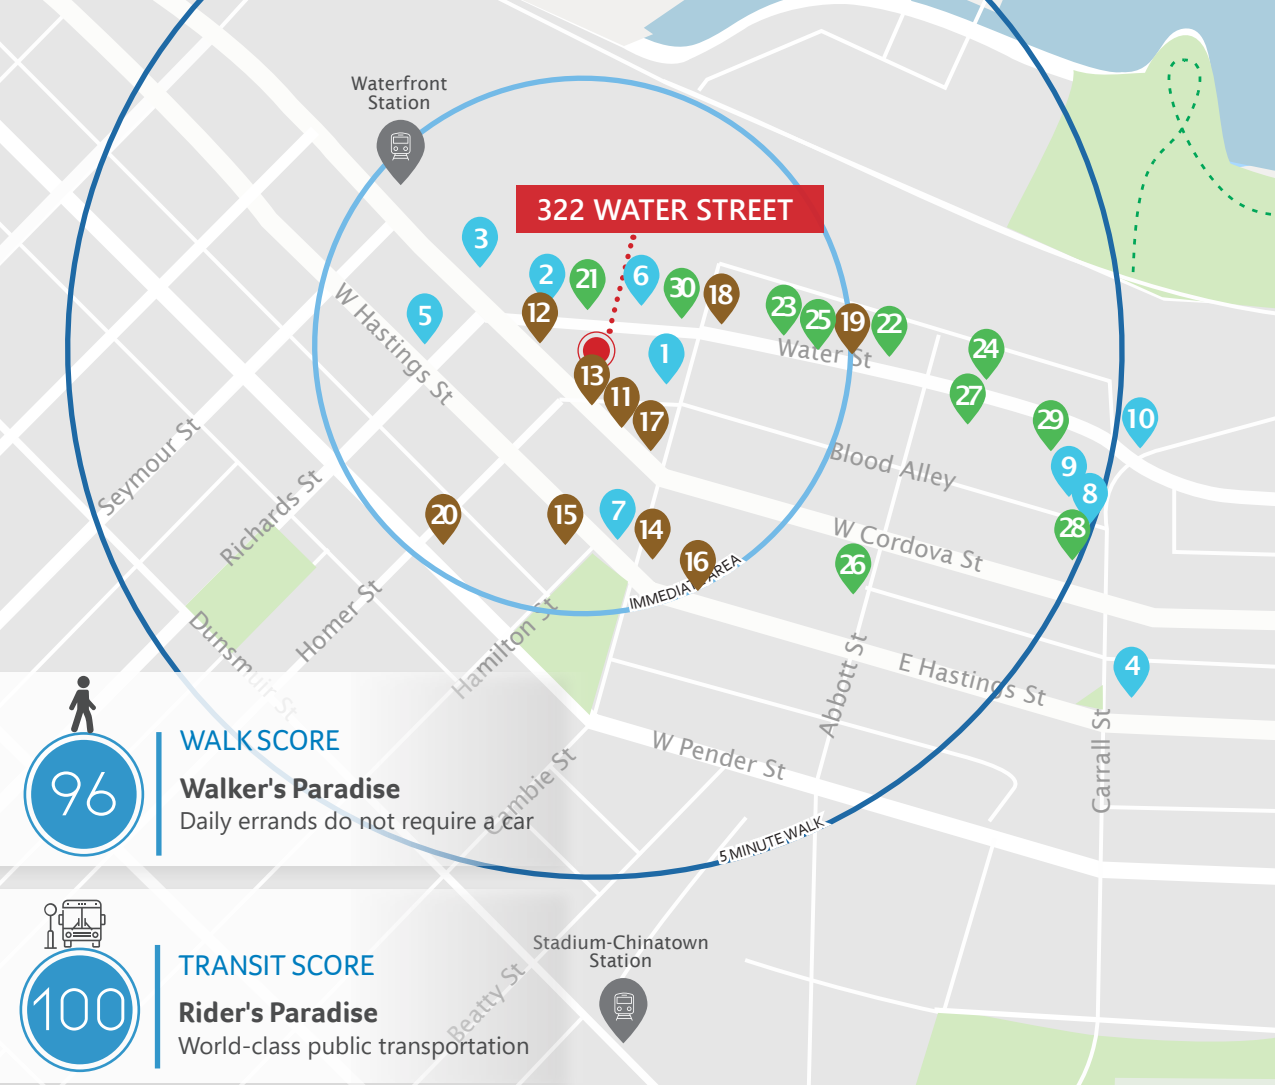 Waterfront
Station
322 WATER STREET
3
2
21
6
30
18
12
5
23
25
19
22
1
Water St
24
W Hastings St
13
11
17
27
29
10
Blood Alley
9
8
Seymour St
Richards St
20
15
7
14
16
W Cordova St
28
26
IMMEDIATE AREA
Homer St
Dunsmuir St
Hamilton St
Abbott St
E Hastings St
4
Carrall St
W Pender St
Cambie St
WALK SCORE
96
Walker's Paradise
Daily errands do not require a car
5 MINUTE WALK
Stadium-Chinatown
Station
TRANSIT SCORE
100
Rider's Paradise
World-class public transportation
Beatty St